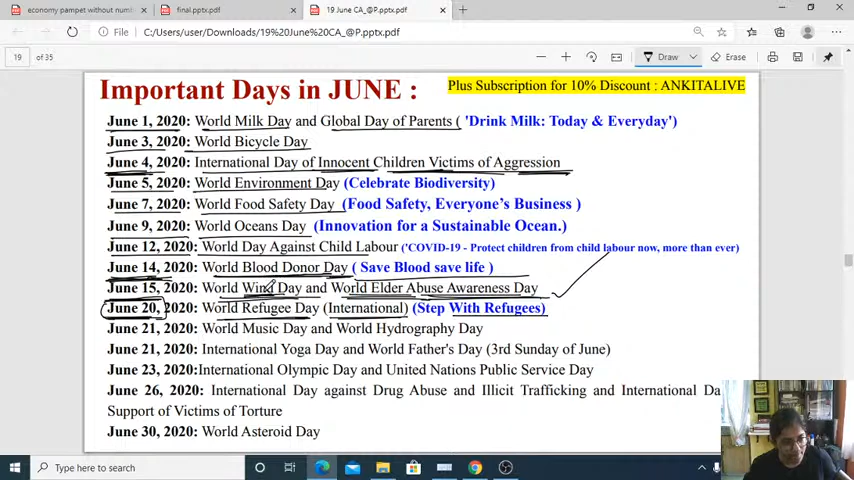 economy pampet without num
final.pptx.pdf
19 June CA_@P.pptx.pdf
File C:/Users/user/Downloads/19%20June%20CA_@P.pptx.pdf
19 of 35
Draw
Erase
Important Days in JUNE :
Plus Subscription for 10% Discount : ANKITALIVE
June 1, 2020: World Milk Day and Global Day of Parents ( 'Drink Milk: Today & Everyday')
June 3, 2020: World Bicycle Day
June 4, 2020: International Day of Innocent Children Victims of Aggression
June 5, 2020: World Environment Day (Celebrate Biodiversity)
June 7, 2020: World Food Safety Day (Food Safety, Everyone's Business )
June 9, 2020: World Oceans Day (Innovation for a Sustainable Ocean.)
June 12, 2020: World Day Against Child Labour ('COVID-19 - Protect children from child labour now, more than ever)
June 14, 2020: World Blood Donor Day ( Save Blood save life )
June 15, 2020: World Wind Day and World Elder Abuse Awareness Day
June 20, 2020: World Refugee Day (International) (Step With Refugees)
June 21, 2020: World Music Day and World Hydrography Day
June 21, 2020: International Yoga Day and World Father's Day (3rd Sunday of June)
June 23, 2020:International Olympic Day and United Nations Public Service Day
June 26, 2020: International Day against Drug Abuse and Illicit Trafficking and International Da
Support of Victims of Torture
June 30, 2020: World Asteroid Day
Type here to search